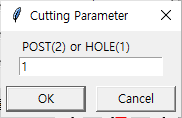 Cutting Parameter
POST(2) or HOLE(1)
1
OK
Cancel